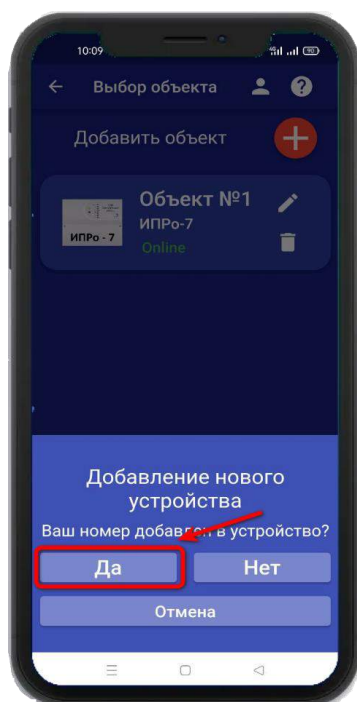 10:09
Выбор объекта
Добавить объект
Объект №1
ИПРо-7
Online
ИПРо - 7
Добавление нового
устройства
Ваш номер добавлен в устройство?
Да
Нет
Отмена